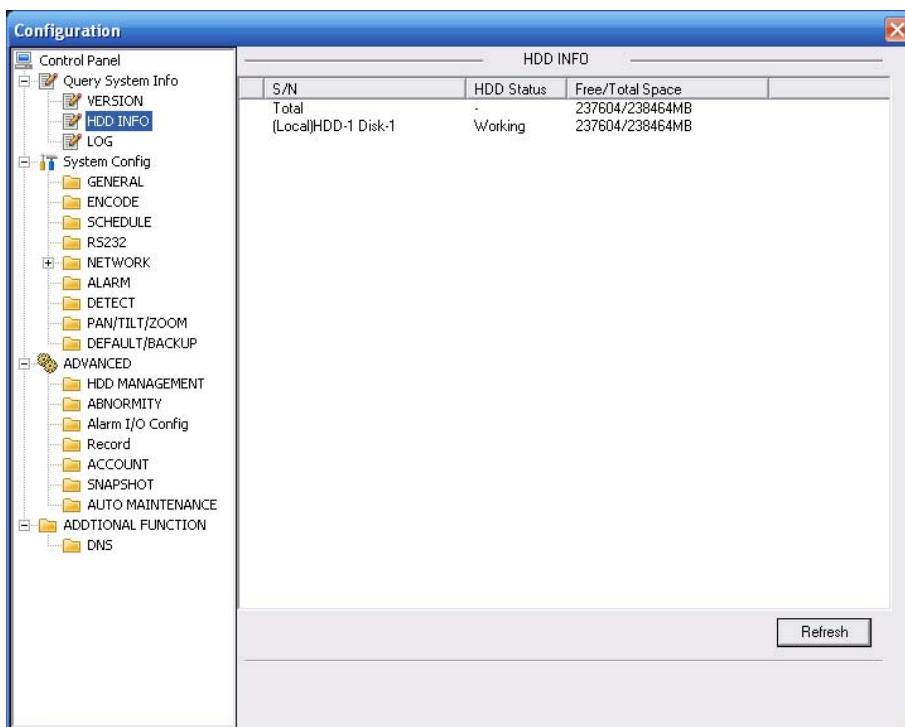 Configuration
Control Panel
Query System Info
VERSION
HDD INFO
LOG
System Config
GENERAL
ENCODE
SCHEDULE
RS232
NETWORK
ALARM
DETECT
PAN/TILT/ZOOM
DEFAULT/BACKUP
ADVANCED
HDD MANAGEMENT
ABNORMITY
Alarm I/O Config
Record
ACCOUNT
SNAPSHOT
AUTO MAINTENANCE
ADDTIONAL FUNCTION
DNS
HDD INFO
S/N HDD Status Free/Total Space
Total - 237604/238464MB
(Local)HDD-1 Disk-1 Working 237604/238464MB
Refresh